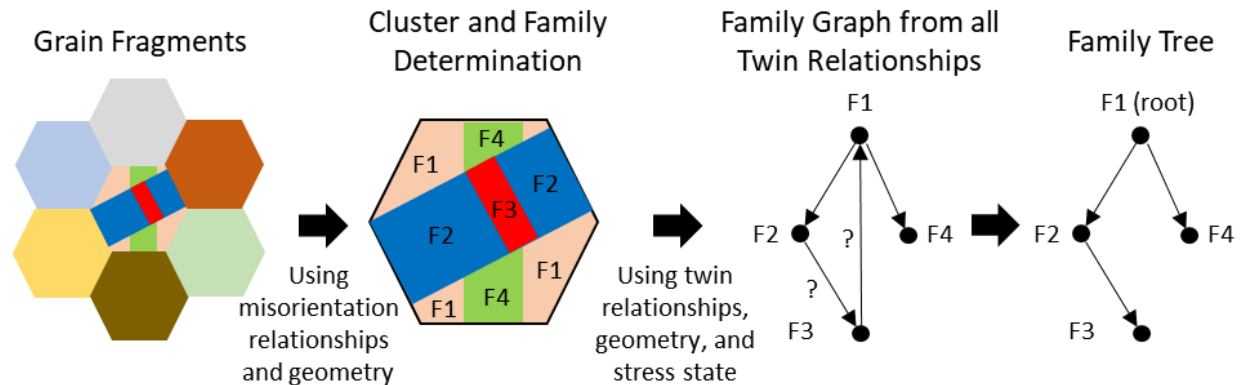 Grain Fragments
Cluster and Family
Determination
Family Graph from all
Twin Relationships
Family Tree
F1
F4
F2
F3
F2
F1
F4
F1
Using
misorientation
relationships
and geometry
Using twin
relationships,
geometry, and
stress state
F1
F2
?
F4
?
F3
F1 (root)
F2
F4
F3